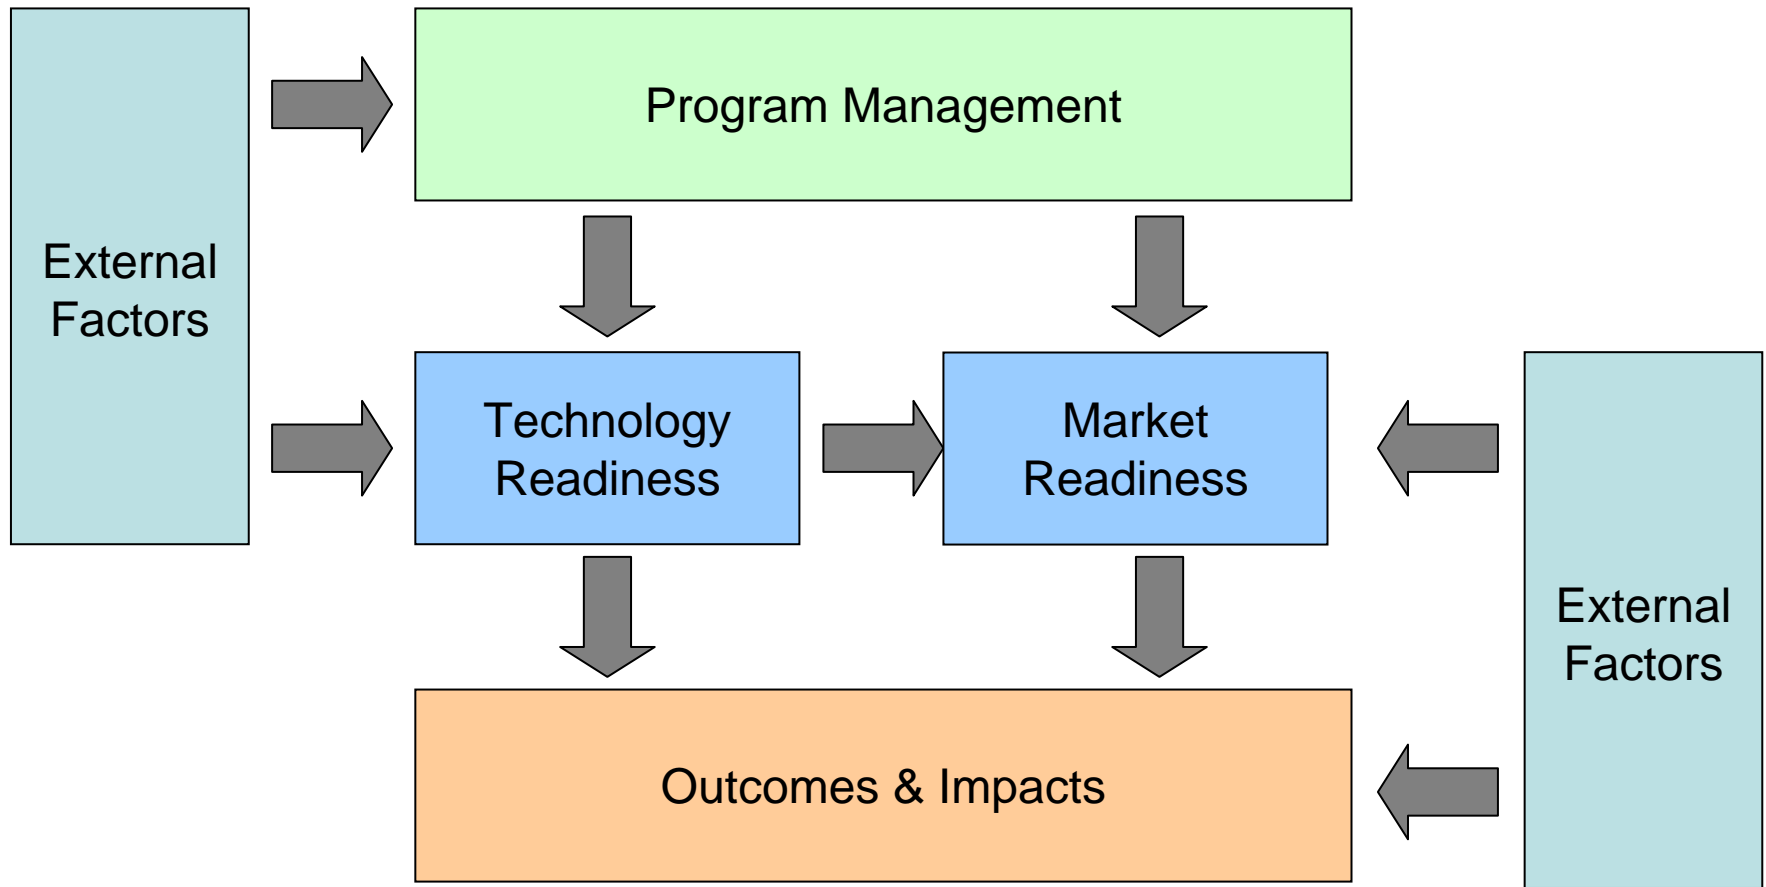 Program Management
External
Factors
Technology
Readiness
Market
Readiness
External
Factors
Outcomes & Impacts